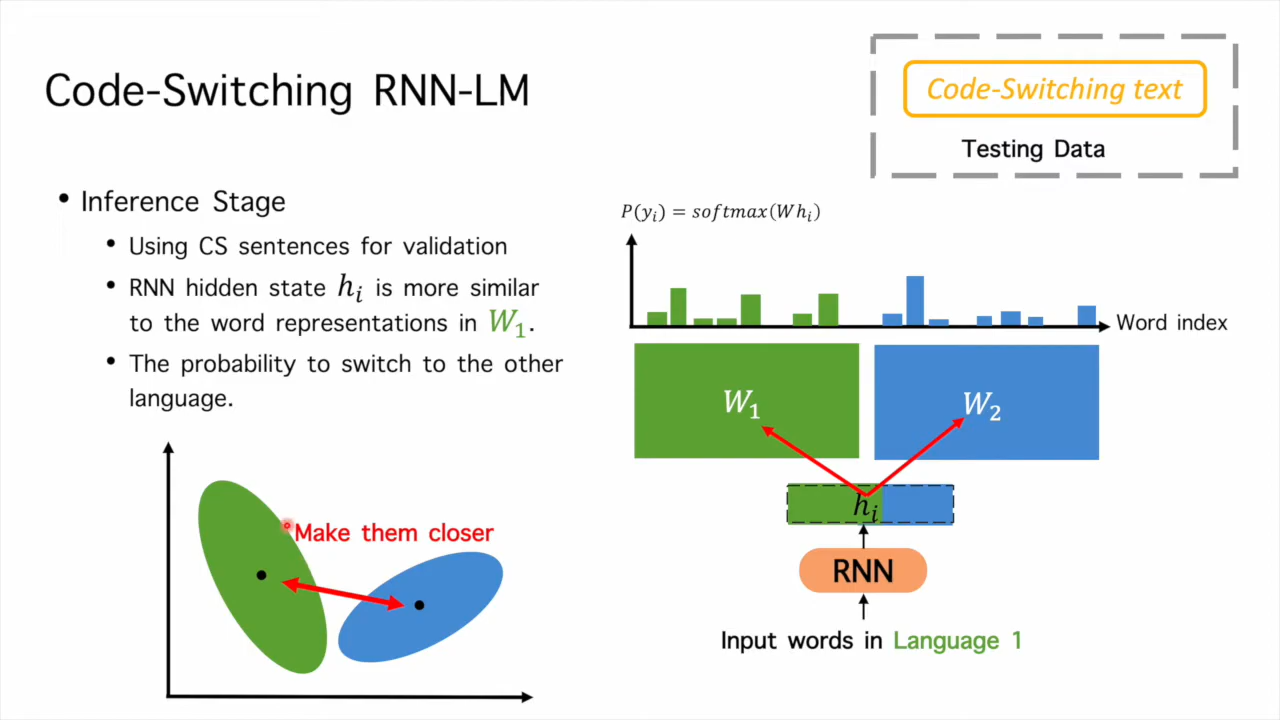 Code-Switching RNN-LM
Code-Switching text
Testing Data
• Inference Stage
• Using CS sentences for validation
• RNN hidden state hᵢ is more similar
to the word representations in W₁.
• The probability to switch to the other
language.
Make them closer
P(yᵢ) = softmax(Whᵢ)
Word index
W₁
W₂
hᵢ
RNN
Input words in Language 1